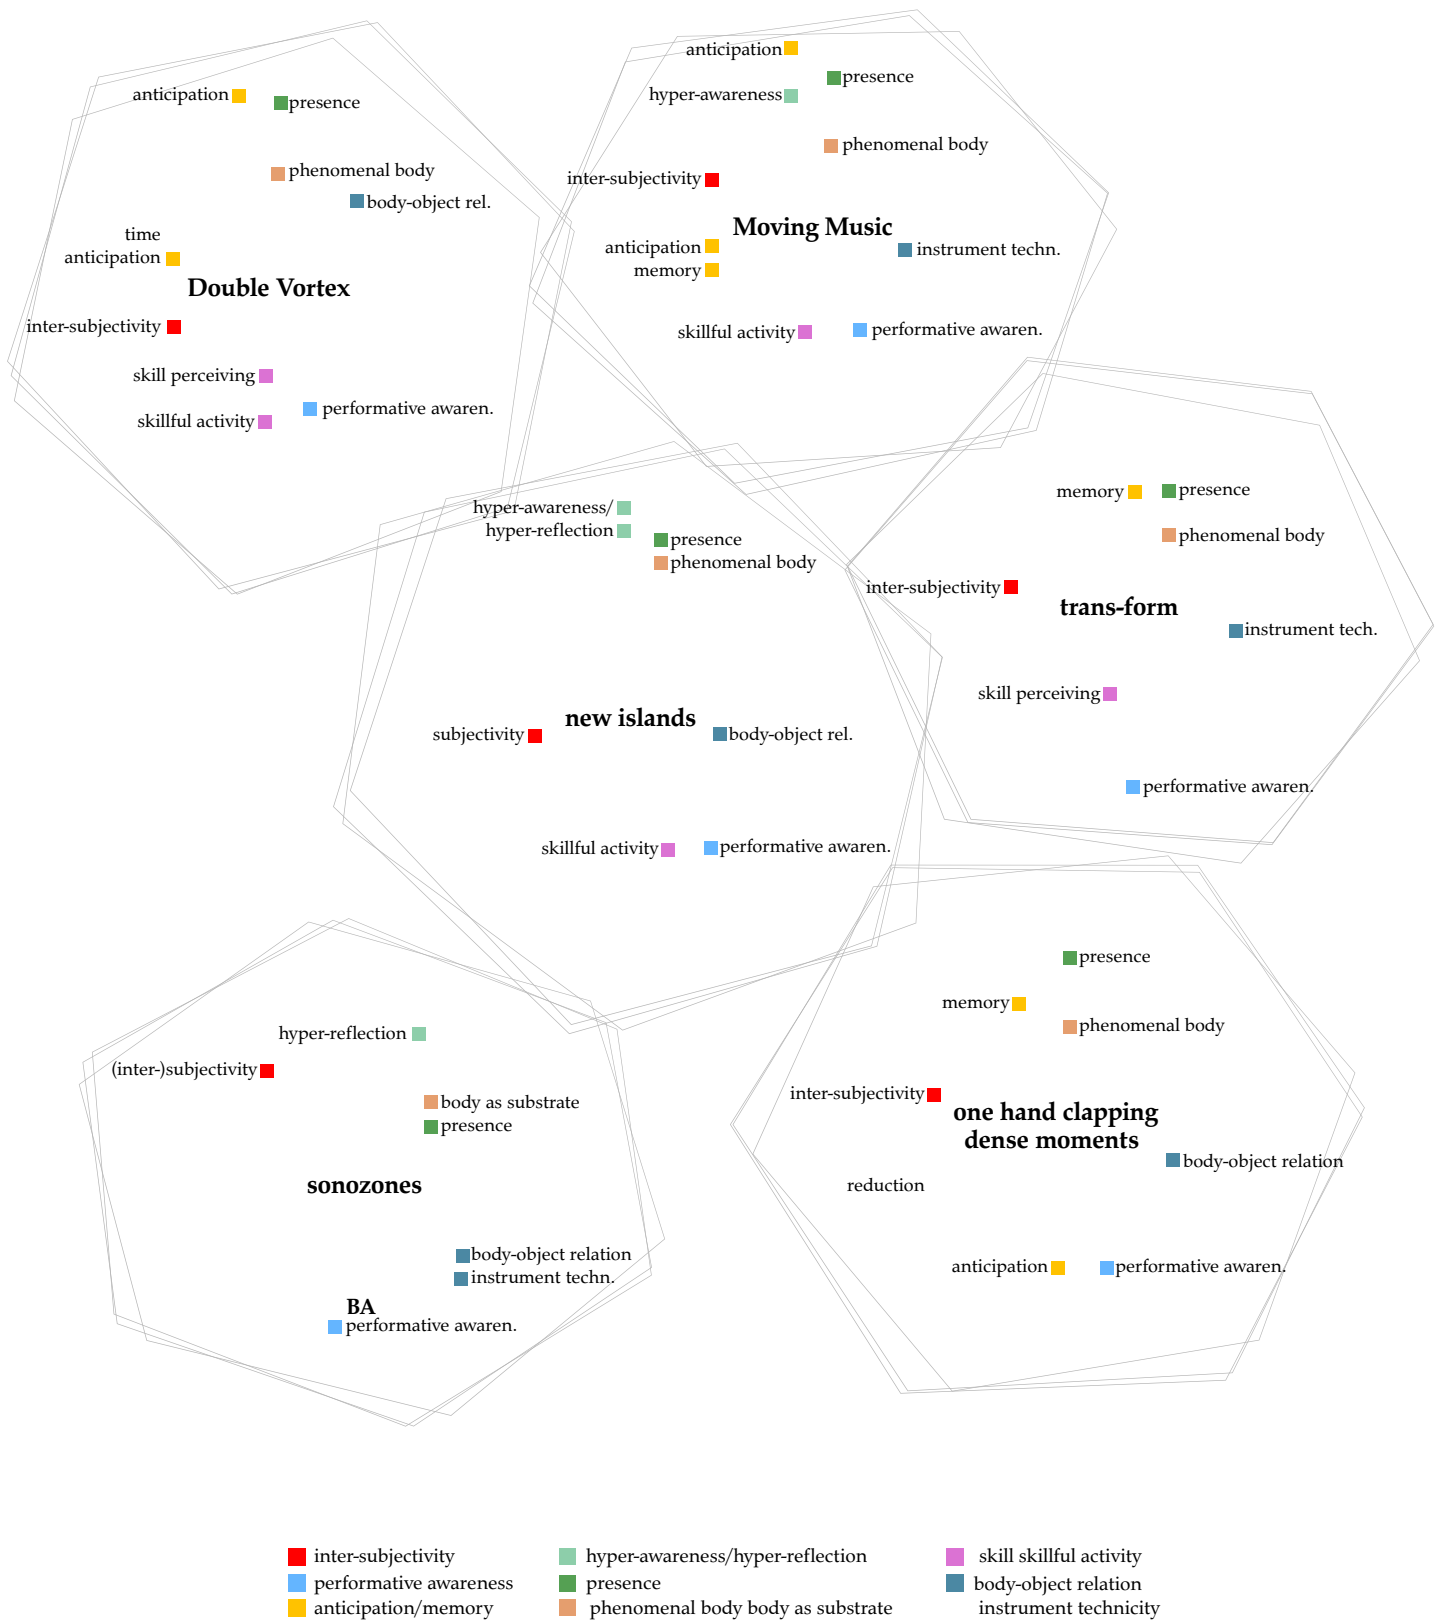 anticipation
presence
phenomenal body
body-object rel.
time
anticipation
Double Vortex
inter-subjectivity
skill perceiving
performative awaren.
skillful activity
anticipation
presence
hyper-awareness
phenomenal body
inter-subjectivity
Moving Music
anticipation
instrument techn.
memory
skillful activity
performative awaren.
memory
presence
phenomenal body
inter-subjectivity
trans-form
instrument tech.
skill perceiving
performative awaren.
hyper-awareness/
hyper-reflection
presence
phenomenal body
new islands
subjectivity
body-object rel.
skillful activity
performative awaren.
hyper-reflection
(inter-)subjectivity
body as substrate
presence
sonozones
body-object relation
instrument techn.
BA
performative awaren.
presence
memory
phenomenal body
inter-subjectivity
one hand clapping
dense moments
body-object relation
reduction
anticipation
performative awaren.
inter-subjectivity
performative awareness
anticipation/memory
hyper-awareness/hyper-reflection
presence
phenomenal body body as substrate
skill skillful activity
body-object relation
instrument technicity